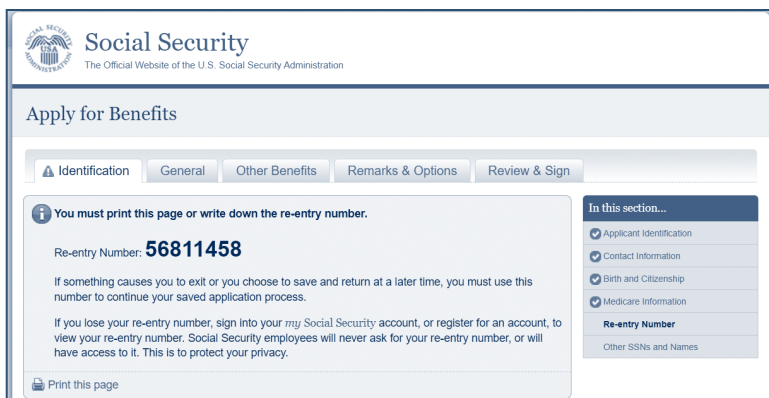 SOCIAL SECURITY ADMINISTRATION
USA
Social Security
The Official Website of the U.S. Social Security Administration
Apply for Benefits
Identification
General
Other Benefits
Remarks & Options
Review & Sign
You must print this page or write down the re-entry number.
Re-entry Number: 56811458
If something causes you to exit or you choose to save and return at a later time, you must use this
number to continue your saved application process.
If you lose your re-entry number, sign into your my Social Security account, or register for an account, to
view your re-entry number. Social Security employees will never ask for your re-entry number, or will
have access to it. This is to protect your privacy.
Print this page
In this section...
Applicant Identification
Contact Information
Birth and Citizenship
Medicare Information
Re-entry Number
Other SSNs and Names